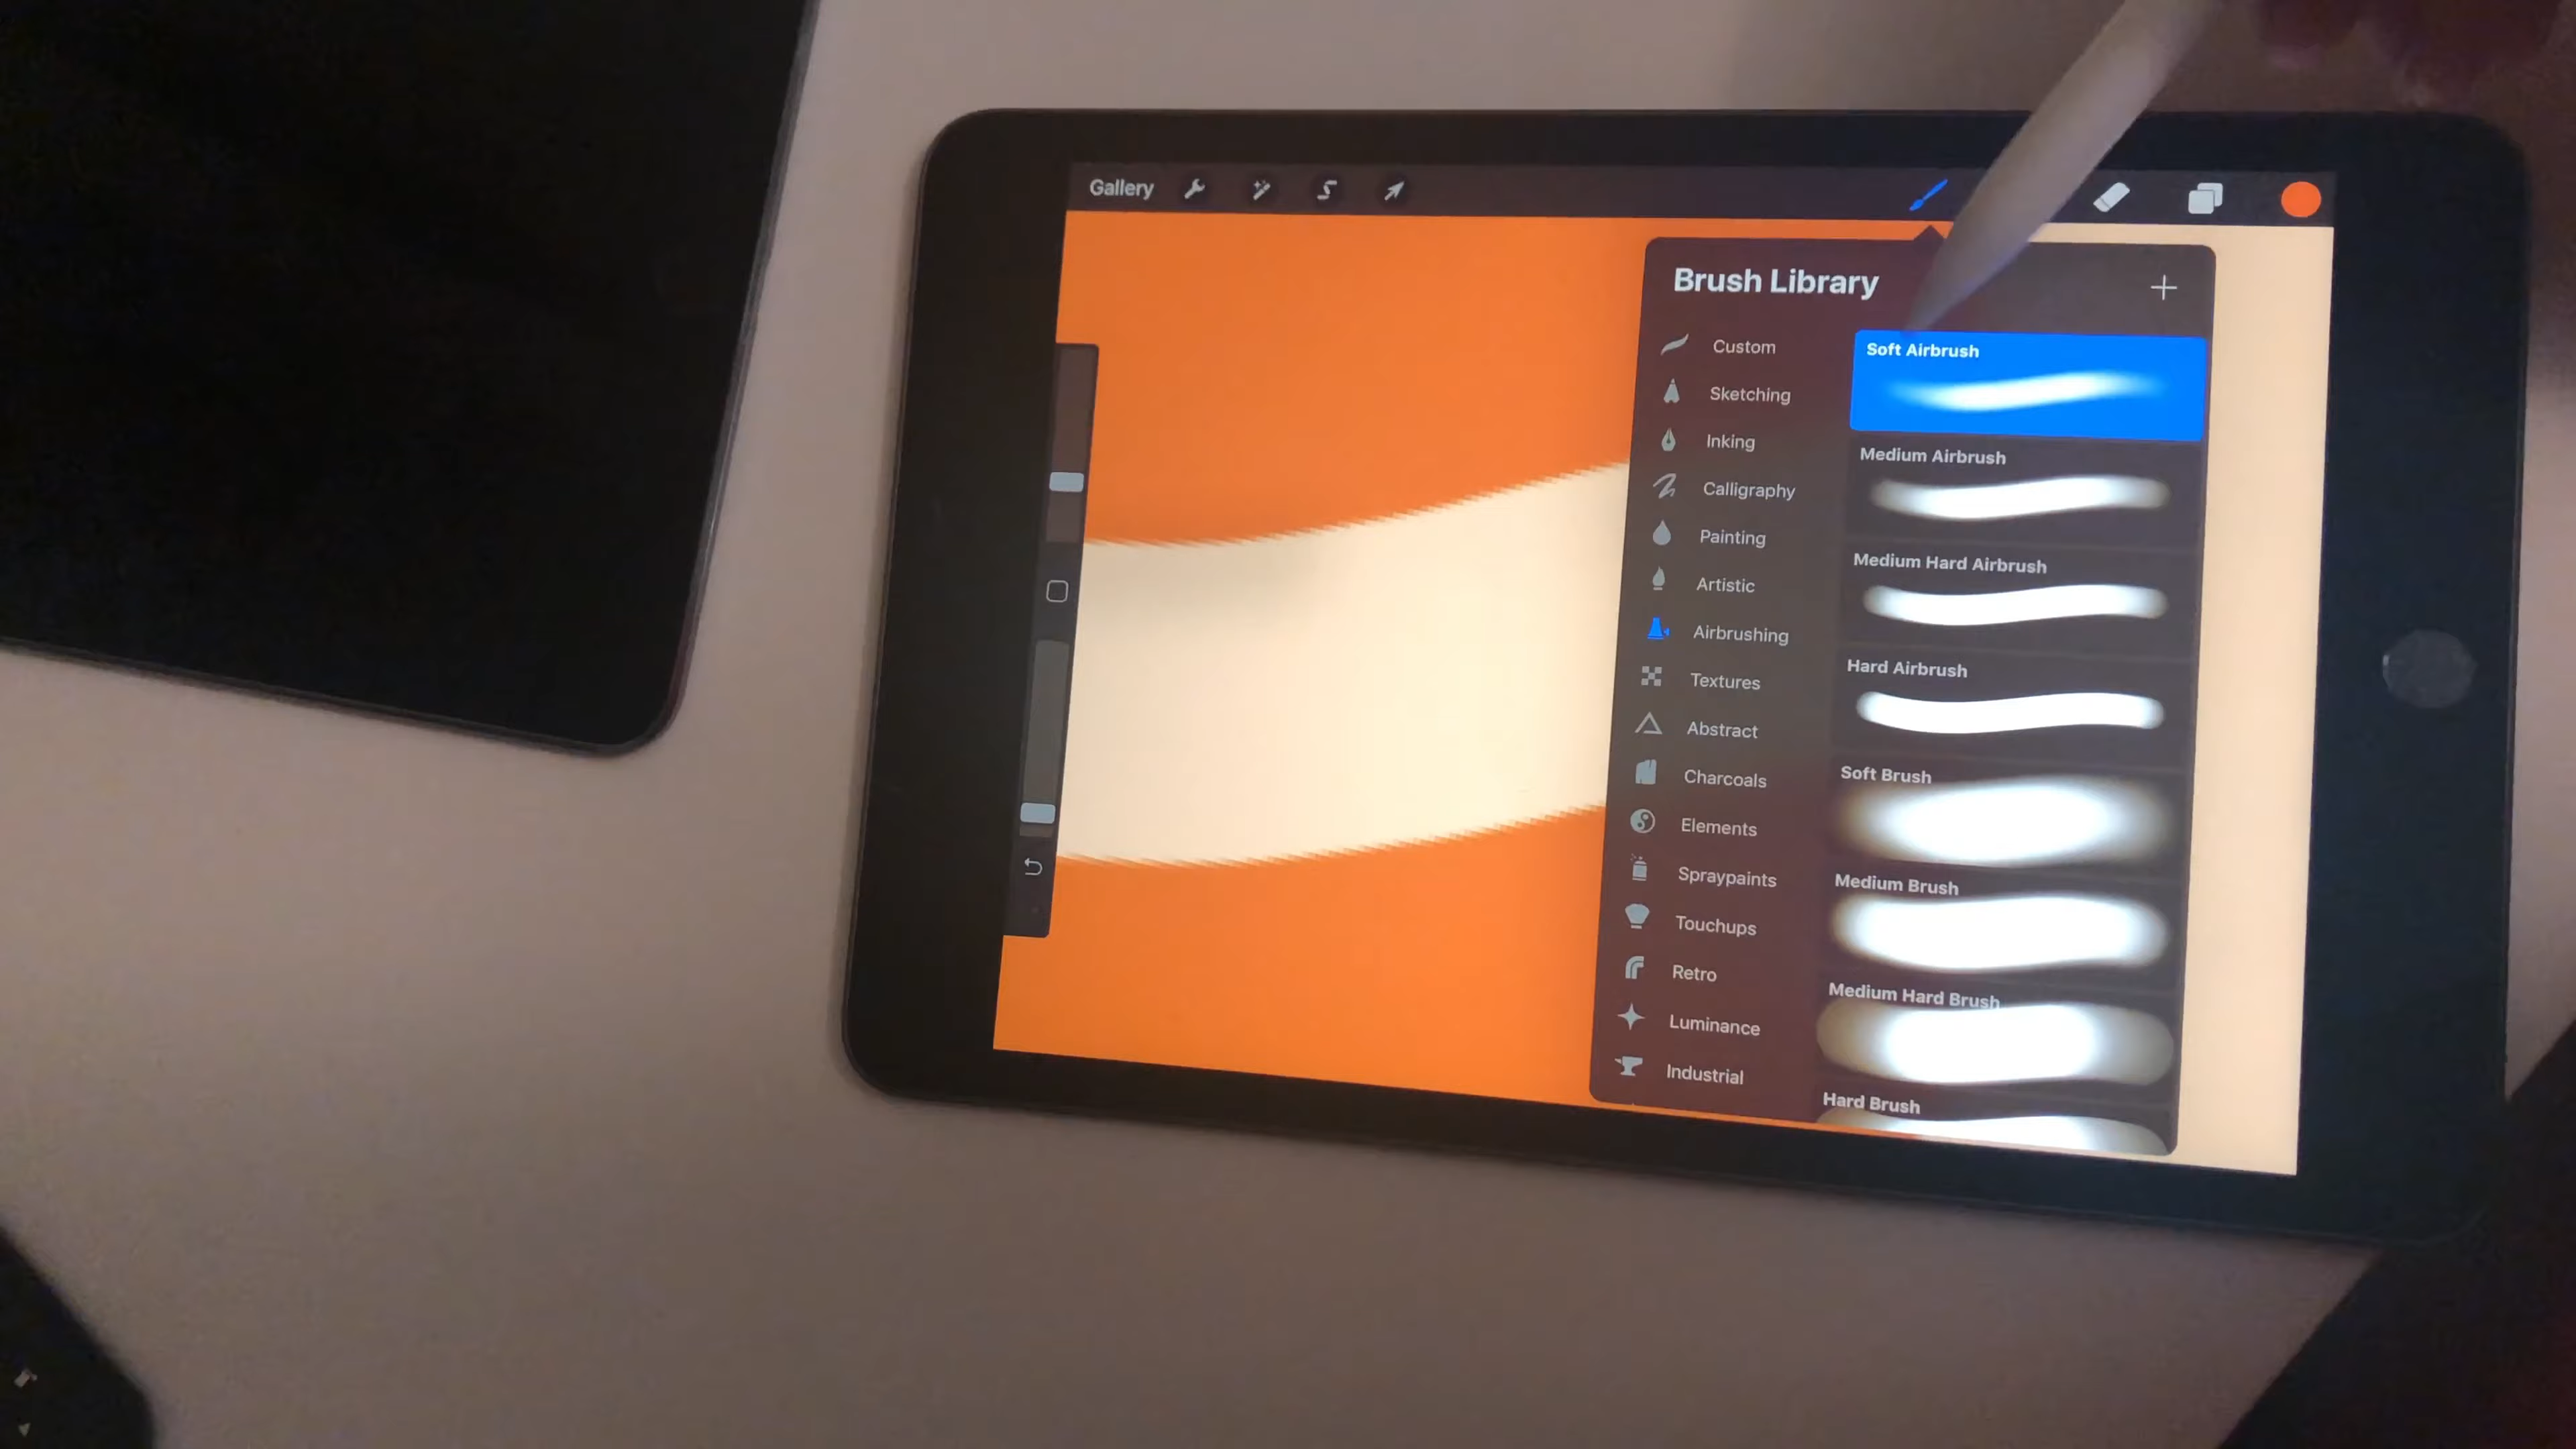 Gallery
Brush Library
Custom
Sketching
Inking
Calligraphy
Painting
Artistic
Airbrushing
Textures
Abstract
Charcoals
Elements
Spraypaints
Touchups
Retro
Luminance
Industrial
Soft Airbrush
Medium Airbrush
Medium Hard Airbrush
Hard Airbrush
Soft Brush
Medium Brush
Medium Hard Brush
Hard Brush